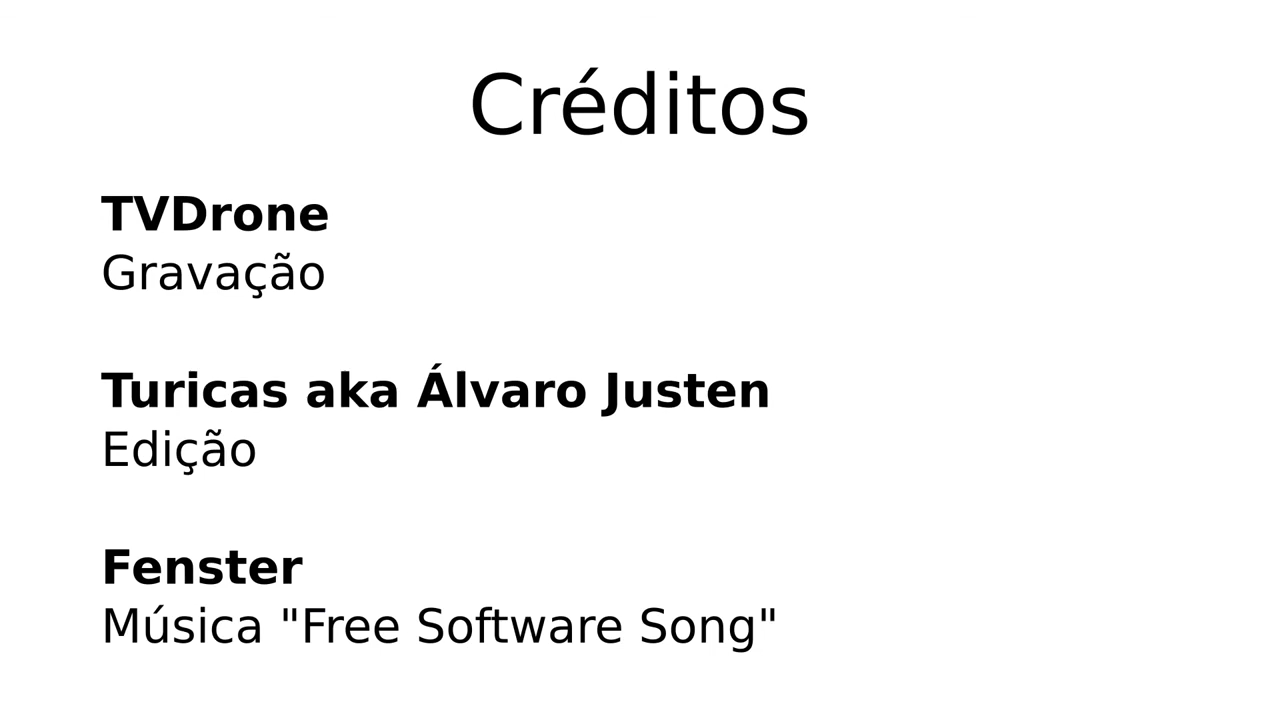 Créditos
TVDrone
Gravação
Turicas aka Álvaro Justen
Edição
Fenster
Música "Free Software Song"